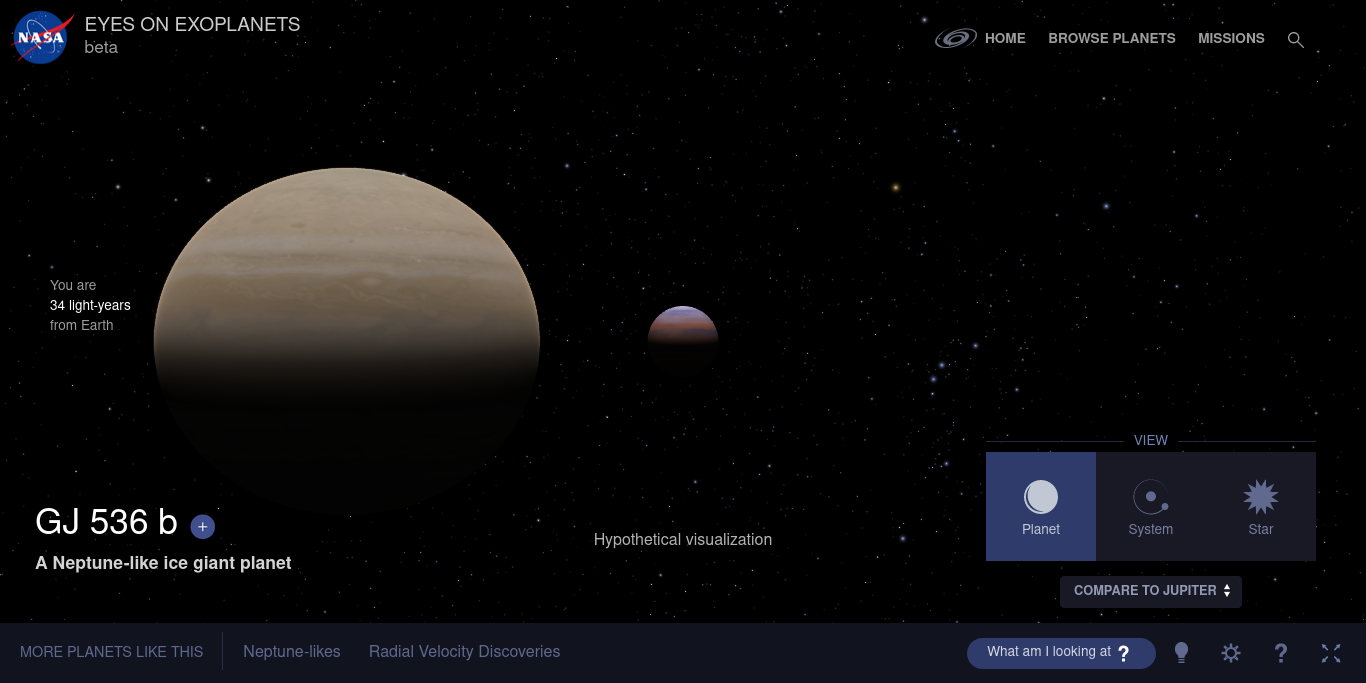 NASA
EYES ON EXOPLANETS
beta
HOME
BROWSE PLANETS
MISSIONS
You are
34 light-years
from Earth
VIEW
Planet
System
Star
GJ 536 b +
A Neptune-like ice giant planet
Hypothetical visualization
COMPARE TO JUPITER
MORE PLANETS LIKE THIS
Neptune-likes
Radial Velocity Discoveries
What am I looking at ?
?